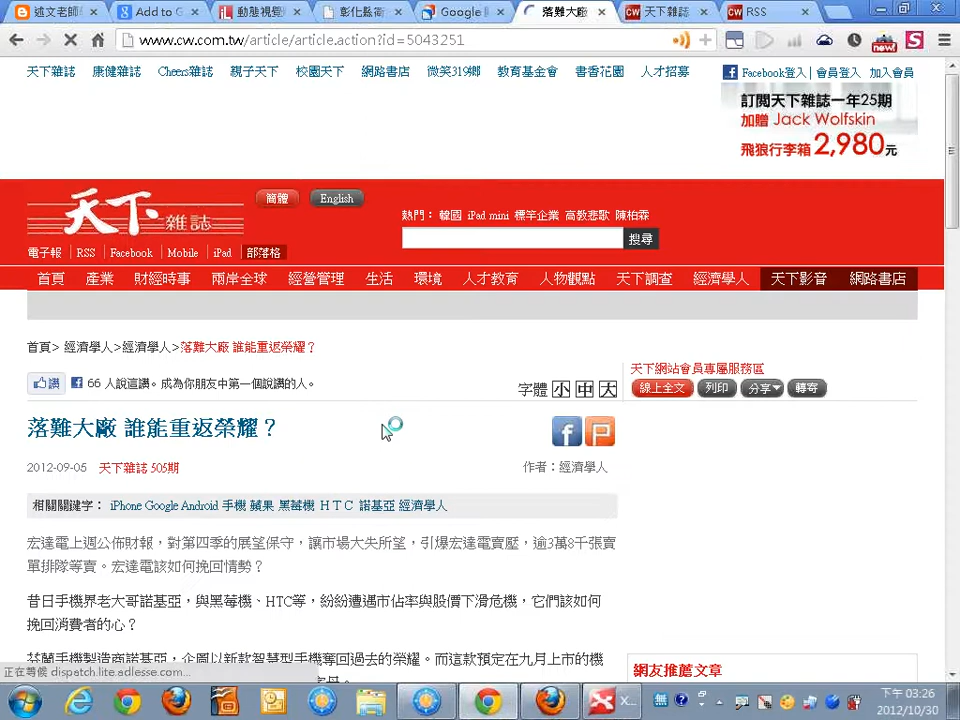 述文老師
Add to G
動態視覺
彰化縣衛
Google
落難大廠
天下雜誌
RSS
www.cw.com.tw/article/article.action?id=5043251
new!
天下雜誌 康健雜誌 Cheers雜誌 親子天下 校園天下 網路書店 微笑319鄉 教育基金會 書香花園 人才招募
Facebook登入 | 會員登入 加入會員
訂閱天下雜誌一年25期
加贈 Jack Wolfskin
飛狼行李箱 2,980元
天下雜誌
簡體 English
熱門： 韓國 iPad mini 標竿企業 高教悲歌 陳柏霖
搜尋
電子報 RSS Facebook Mobile iPad 部落格
首頁 產業 財經時事 兩岸全球 經營管理 生活 環境 人才教育 人物觀點 天下調查 經濟學人 天下影音 網路書店
首頁> 經濟學人>經濟學人>落難大廠 誰能重返榮耀？
讚 66 人說這讚。成為你朋友中第一個說讚的人。
字體 小 中 大
天下網站會員專屬服務區
線上全文 列印 分享 轉寄
落難大廠 誰能重返榮耀？
2012-09-05 天下雜誌 505期
作者：經濟學人
相關關鍵字： iPhone Google Android 手機 蘋果 黑莓機 ＨＴＣ 諾基亞 經濟學人
宏達電上週公佈財報，對第四季的展望保守，讓市場大失所望，引爆宏達電賣壓，逾3萬8千張賣
單排隊等賣。宏達電該如何挽回情勢？
昔日手機界老大哥諾基亞，與黑莓機、HTC等，紛紛遭遇市佔率與股價下滑危機，它們該如何
挽回消費者的心？
芬蘭手機製造商諾基亞，企圖以新款智慧型手機奪回過去的榮耀。而這款預定在九月上市的機
網友推薦文章
正在等候 dispatch.lite.adlesse.com...
下午 03:26
2012/10/30